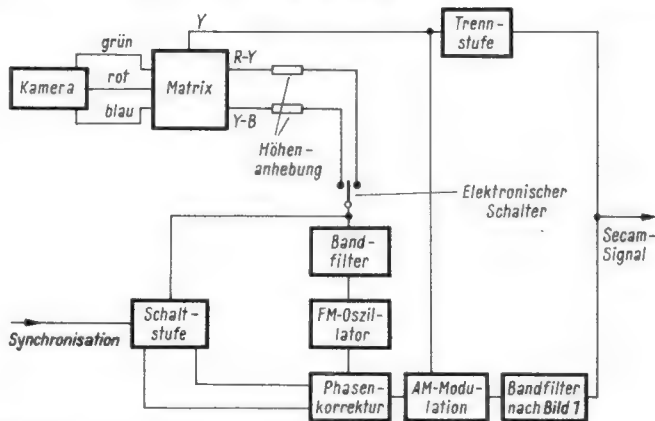 Y
Trenn-
stufe
grün
R-Y
Kamera
rot
Matrix
blau
Y-B
Höhen-
anhebung
Elektronischer
Schalter
Secam-
Signal
Band-
filter
Schalt-
stufe
FM-Oszil-
lator
Synchronisation
Phasen-
korrektur
AM-Modu-
lation
Bandfilter
nach Bild 1